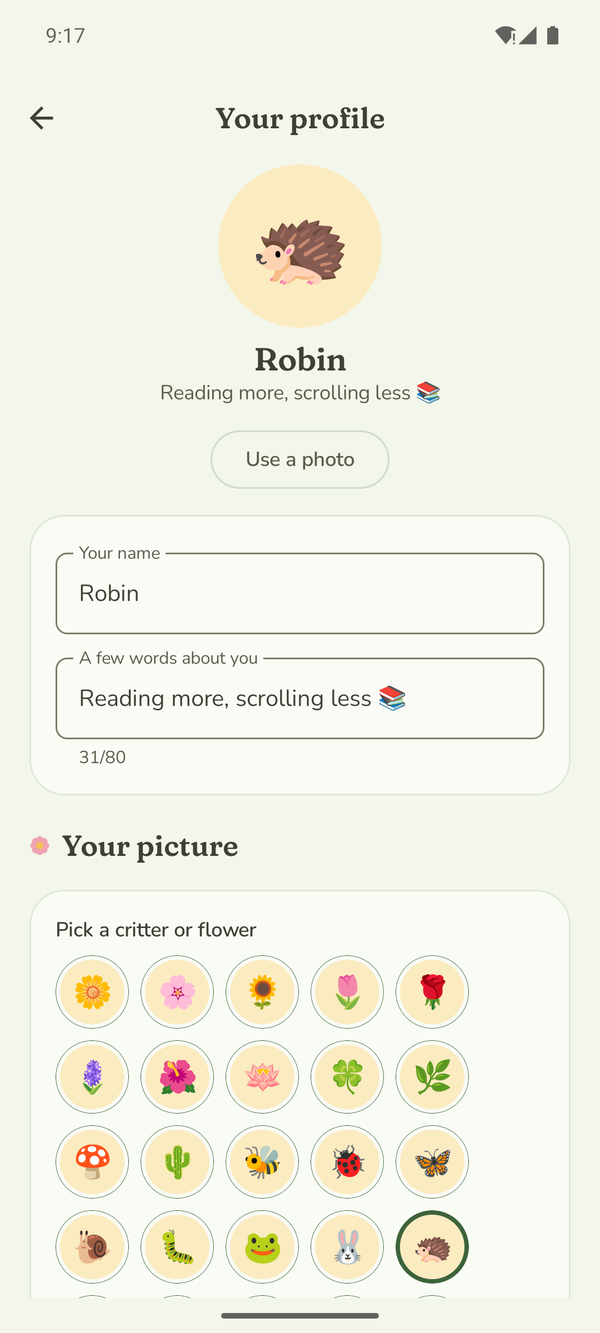 9:17
Your profile
Robin
Reading more, scrolling less 📚
Use a photo
Your name
Robin
A few words about you
Reading more, scrolling less 📚
31/80
Your picture
Pick a critter or flower